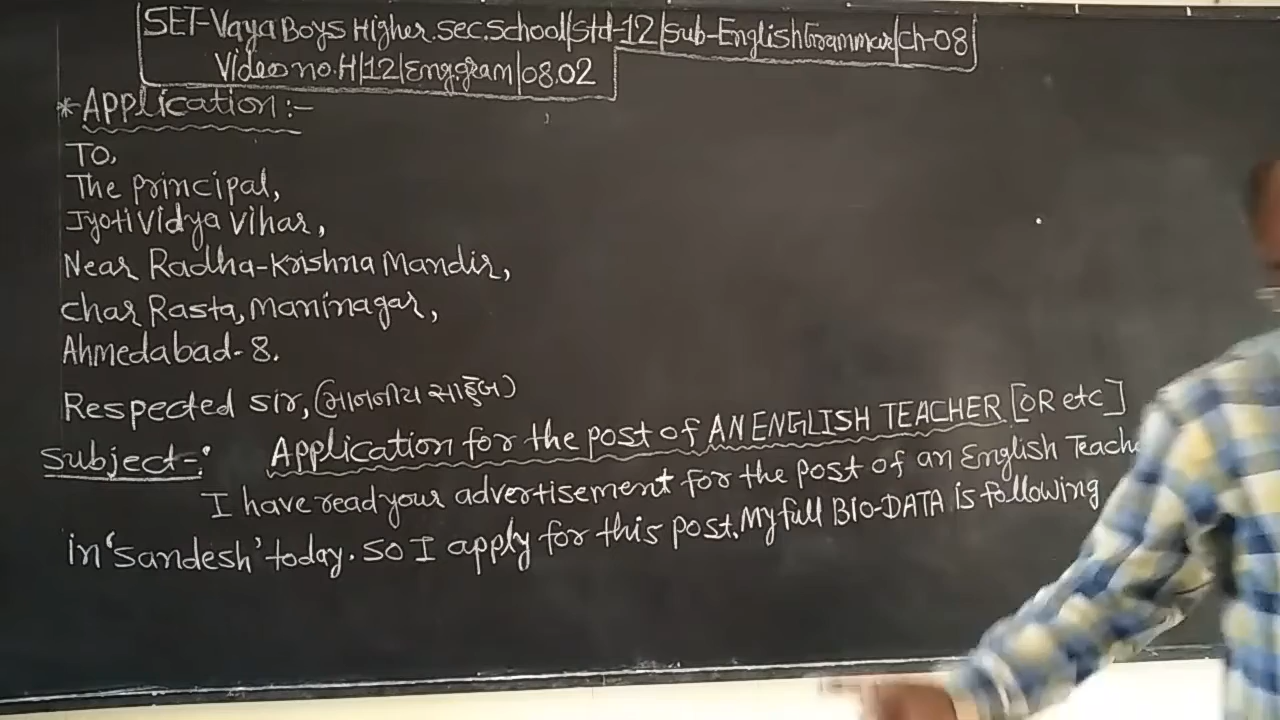 SET-Vaya Boys Higher.Sec.School|Std-12|Sub-English Grammar|Ch-08
Video no.H|12|Eng.gram|08.02
*Application:-
To,
The principal,
Jyoti Vidya Vihar,
Near Radha-Krishna Mandir,
Char Rasta, Maninagar,
Ahmedabad-8.
Respected sir, (માનનીય સાહેબ)
Subject:- Application for the post of AN ENGLISH TEACHER [OR etc]
I have read your advertisement for the post of an English Teache
in 'Sandesh' today. So I apply for this post. My full BIO-DATA is following